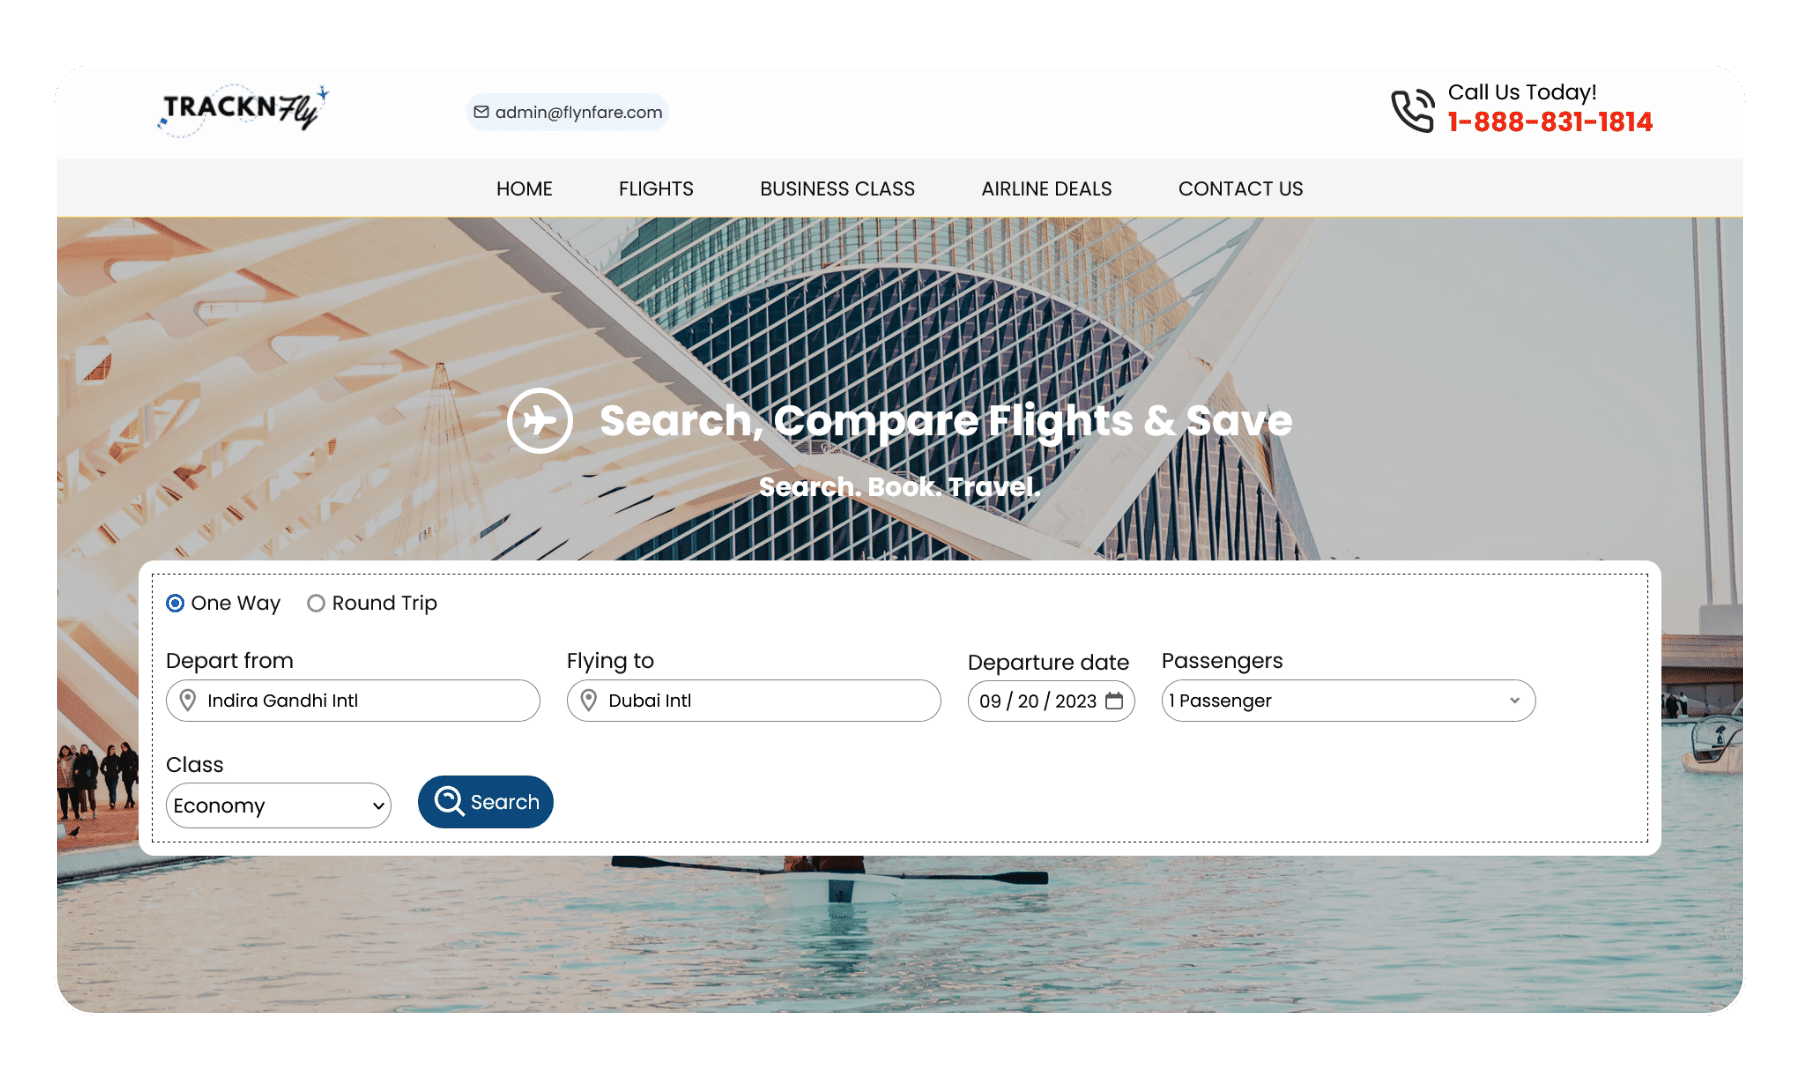 TRACKNFly
admin@flynfare.com
Call Us Today!
1-888-831-1814
HOME FLIGHTS BUSINESS CLASS AIRLINE DEALS CONTACT US
Search, Compare Flights & Save
Search. Book. Travel.
One Way Round Trip
Depart from Flying to Departure date Passengers
Indira Gandhi Intl Dubai Intl 09 / 20 / 2023 1 Passenger
Class
Economy Search